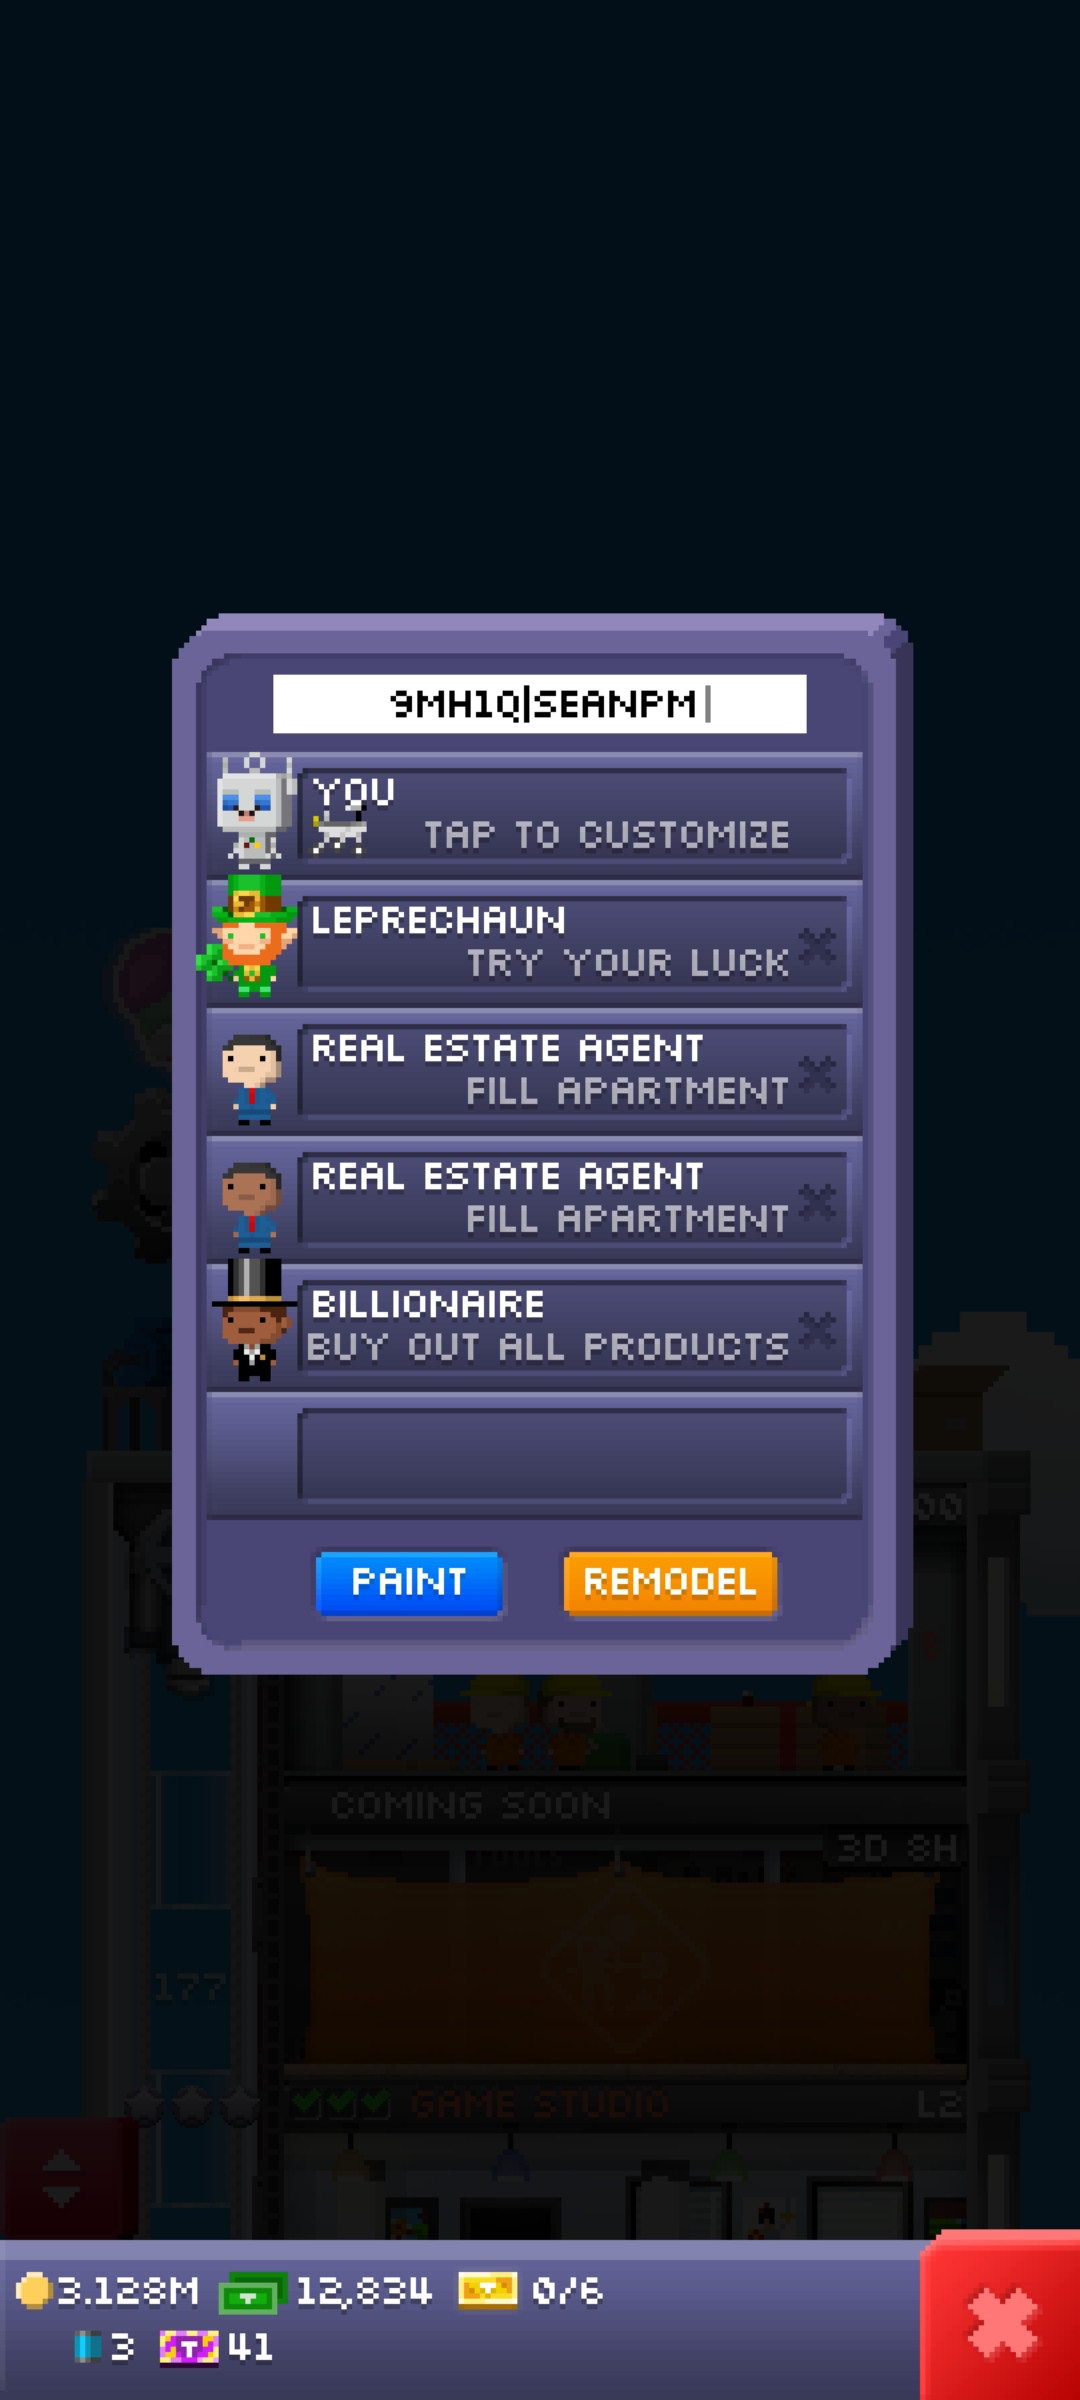 9MH1Q|SEANPM|
YOU
TAP TO CUSTOMIZE
LEPRECHAUN
TRY YOUR LUCK
REAL ESTATE AGENT
FILL APARTMENT
REAL ESTATE AGENT
FILL APARTMENT
BILLIONAIRE
BUY OUT ALL PRODUCTS
00
PAINT
REMODEL
COMING SOON
3D 8H
177
GAME STUDIO
L2
3.128M
12,834
0/6
3
41